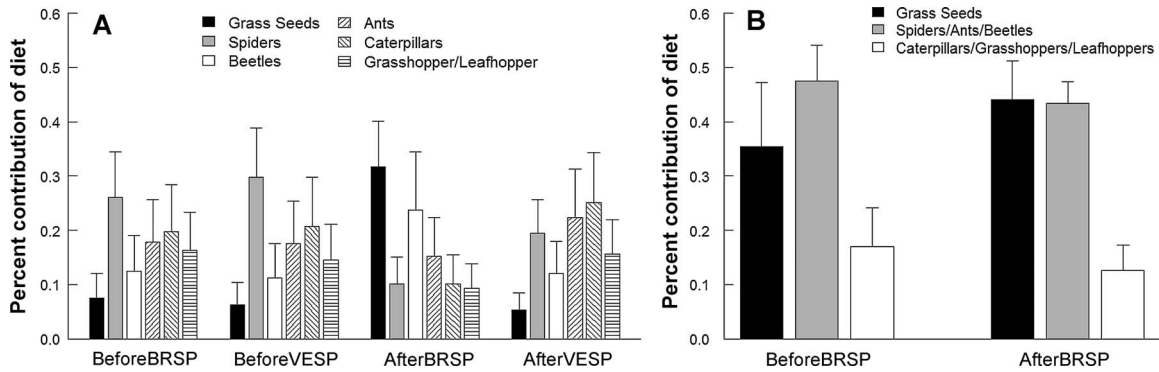 A
Grass Seeds
Spiders
Beetles
Ants
Caterpillars
Grasshopper/Leafhopper
Percent contribution of diet
0.6
0.5
0.4
0.3
0.2
0.1
0.0
BeforeBRSP
BeforeVESP
AfterBRSP
AfterVESP
B
Grass Seeds
Spiders/Ants/Beetles
Caterpillars/Grasshoppers/Leafhoppers
Percent contribution of diet
0.6
0.5
0.4
0.3
0.2
0.1
0.0
BeforeBRSP
AfterBRSP